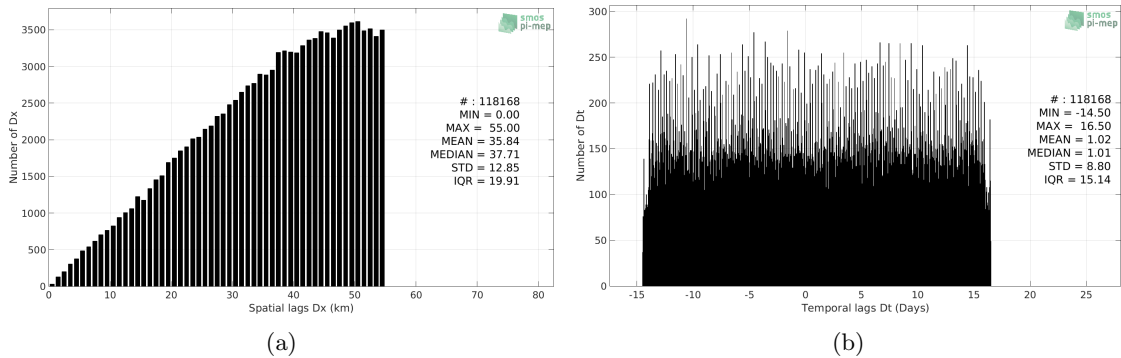 smos
pi-mep
3500
3000
2500
2000
1500
1000
500
0
Number of Dx
# : 118168
MIN = 0.00
MAX = 55.00
MEAN = 35.84
MEDIAN = 37.71
STD = 12.85
IQR = 19.91
0 10 20 30 40 50 60 70 80
Spatial lags Dx (km)
(a)
smos
pi-mep
300
250
200
150
100
50
0
Number of Dt
# : 118168
MIN = -14.50
MAX = 16.50
MEAN = 1.02
MEDIAN = 1.01
STD = 8.80
IQR = 15.14
-15 -10 -5 0 5 10 15 20 25
Temporal lags Dt (Days)
(b)